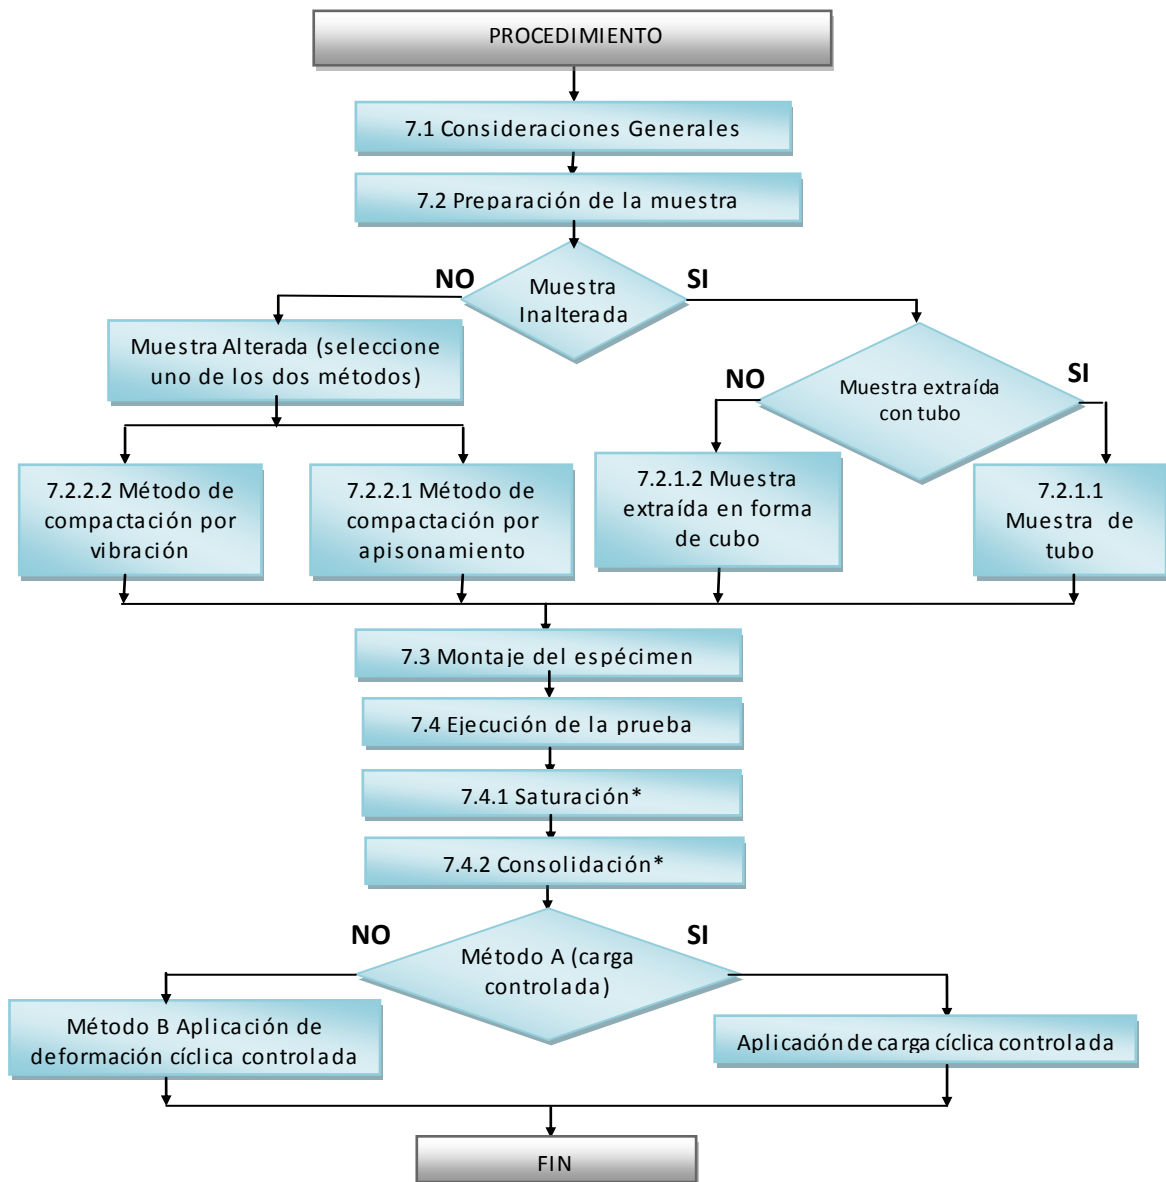 PROCEDIMIENTO
7.1 Consideraciones Generales
7.2 Preparación de la muestra
NO
SI
Muestra
Inalterada
Muestra Alterada (seleccione
uno de los dos métodos)
NO
SI
Muestra extraída
con tubo
7.2.2.2 Método de
compactación por
vibración
7.2.2.1 Método de
compactación por
apisonamiento
7.2.1.2 Muestra
extraída en forma
de cubo
7.2.1.1
Muestra de
tubo
7.3 Montaje del espécimen
7.4 Ejecución de la prueba
7.4.1 Saturación*
7.4.2 Consolidación*
NO
SI
Método A (carga
controlada)
Método B Aplicación de
deformación cíclica controlada
Aplicación de carga cíclica controlada
FIN